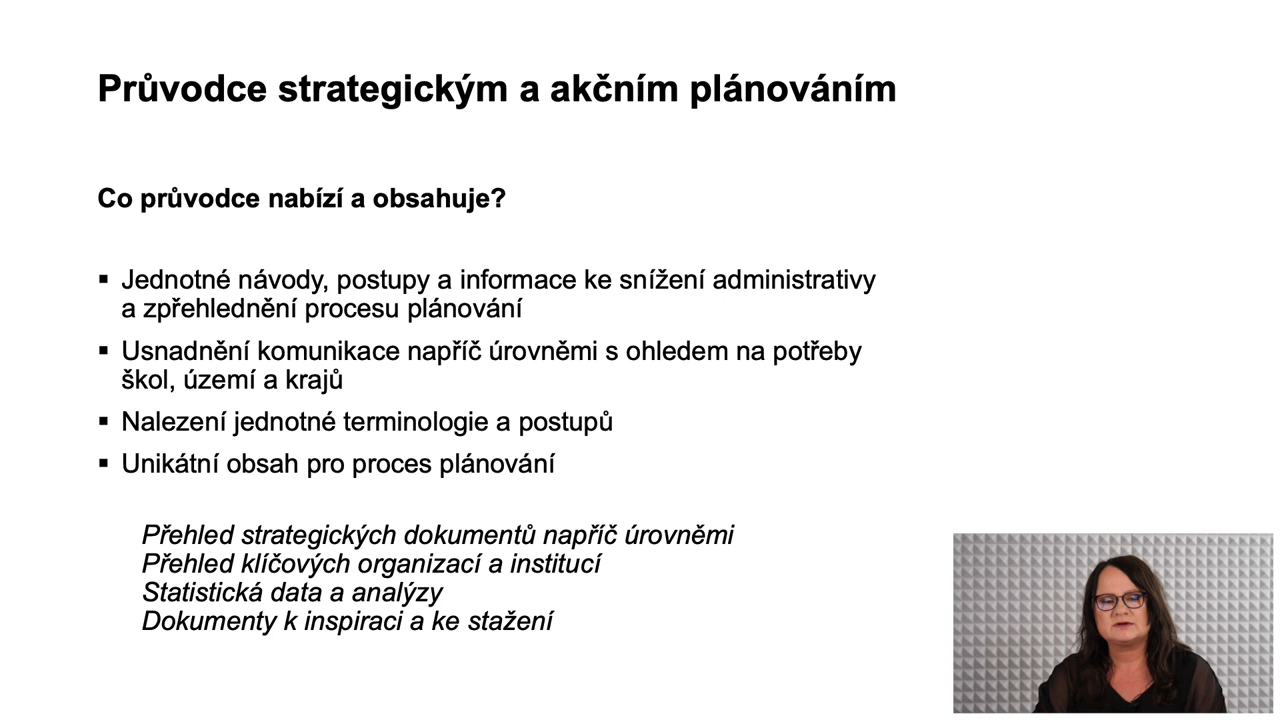 Průvodce strategickým a akčním plánováním
Co průvodce nabízí a obsahuje?
▪ Jednotné návody, postupy a informace ke snížení administrativy
a zpřehlednění procesu plánování
▪ Usnadnění komunikace napříč úrovněmi s ohledem na potřeby
škol, území a krajů
▪ Nalezení jednotné terminologie a postupů
▪ Unikátní obsah pro proces plánování
Přehled strategických dokumentů napříč úrovněmi
Přehled klíčových organizací a institucí
Statistická data a analýzy
Dokumenty k inspiraci a ke stažení